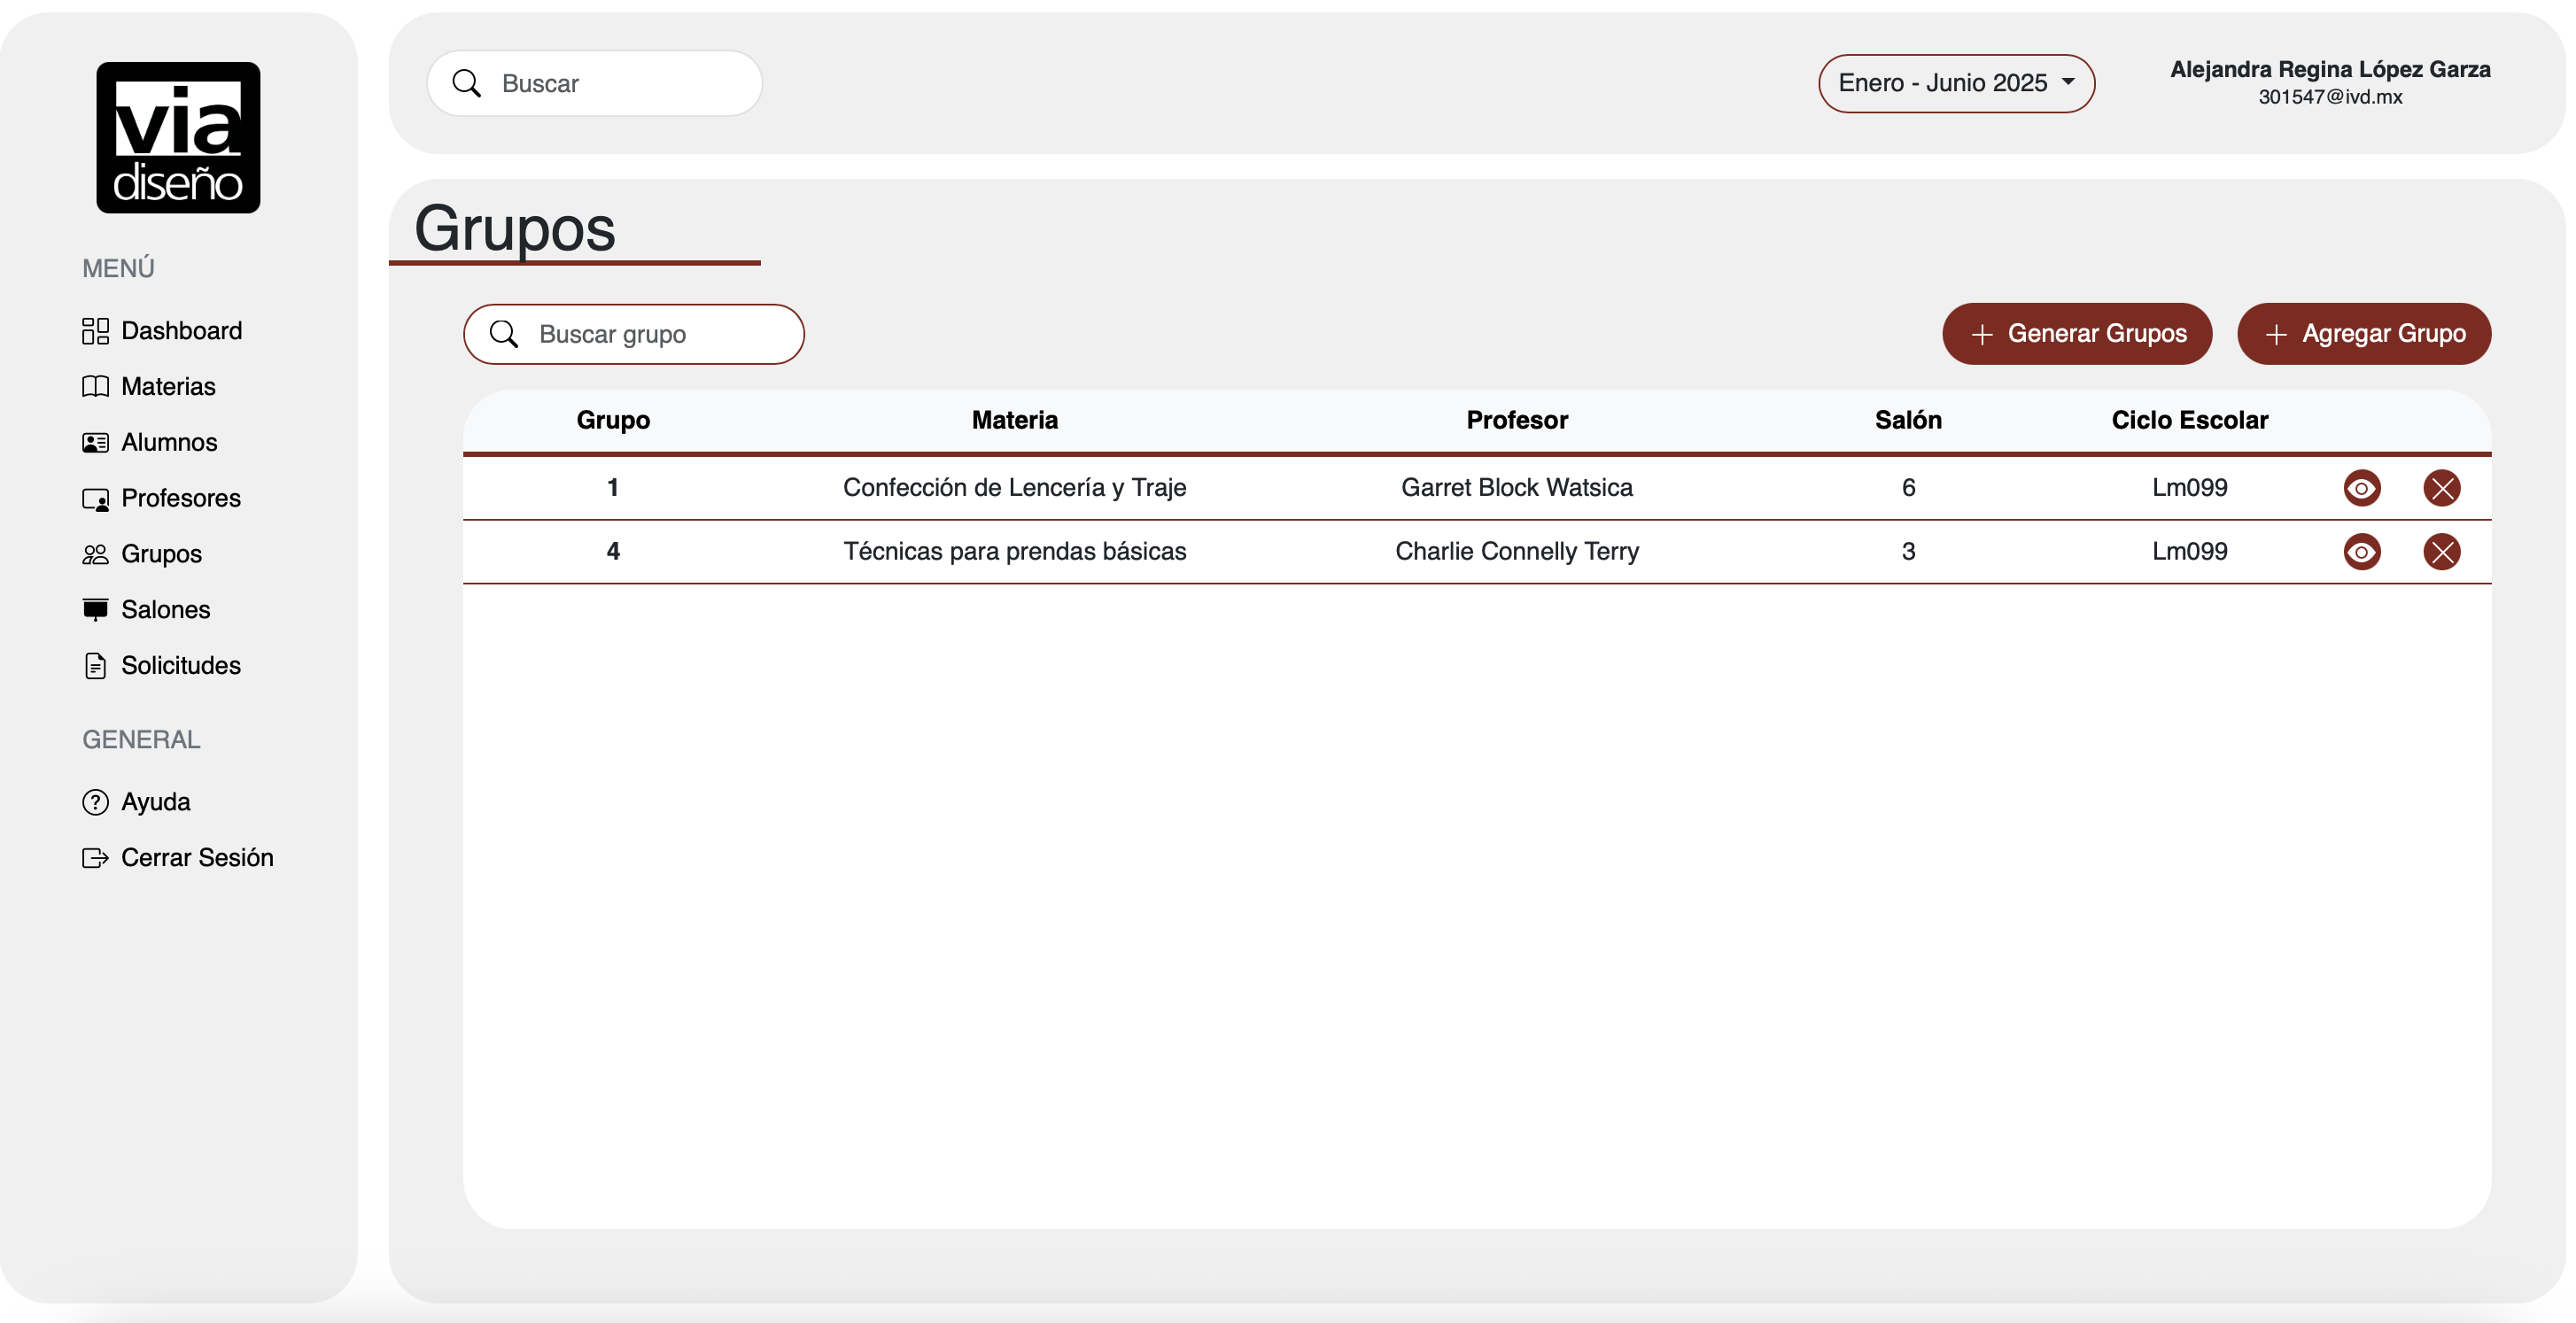 via
diseño
MENÚ
Dashboard
Materias
Alumnos
Profesores
Grupos
Salones
Solicitudes
GENERAL
Ayuda
Cerrar Sesión
Buscar
Enero - Junio 2025
Alejandra Regina López Garza
301547@ivd.mx
Grupos
Buscar grupo
Generar Grupos
Agregar Grupo
Grupo Materia Profesor Salón Ciclo Escolar
1 Confección de Lencería y Traje Garret Block Watsica 6 Lm099
4 Técnicas para prendas básicas Charlie Connelly Terry 3 Lm099